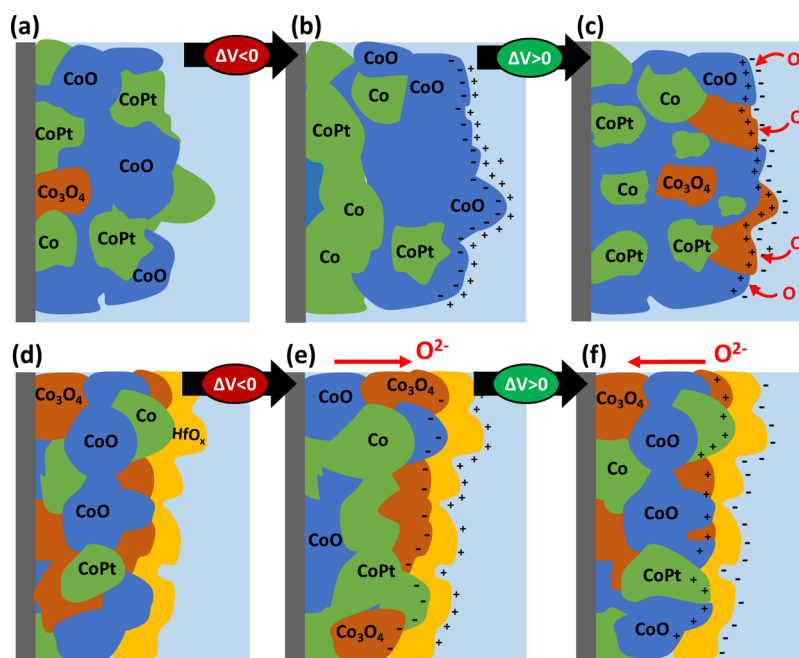 (a) ΔV<0 (b) ΔV>0 (c)
CoO CoPt CoPt CoO Co3O4 Co CoPt CoO
CoO Co CoO CoPt Co CoO CoPt Co
CoO O Co CoPt O Co Co3O4 CoPt CoPt O O
(d) ΔV<0 (e) O2- ΔV>0 (f) O2-
Co3O4 Co HfOx CoO CoO CoPt
CoO Co3O4 Co CoO CoPt Co3O4
Co3O4 CoO Co CoO CoPt CoO